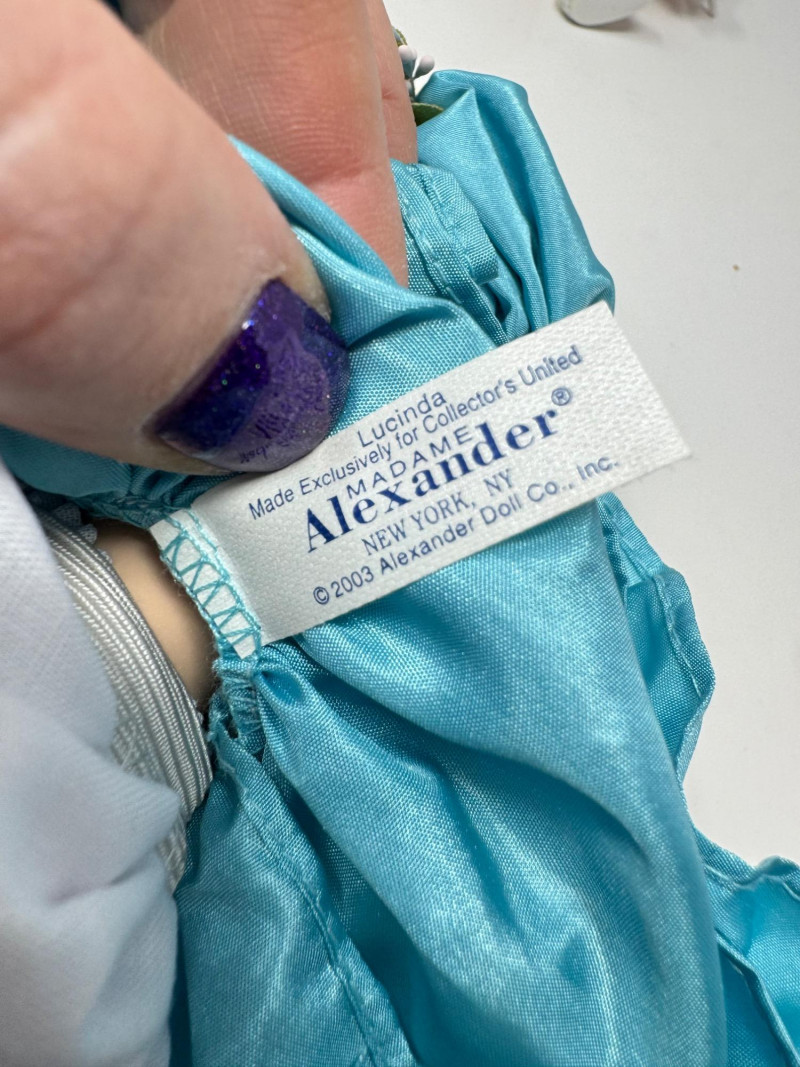 Lucinda
Made Exclusively for Collector's United
MADAME
Alexander®
NEW YORK, NY
©2003 Alexander Doll Co., Inc.